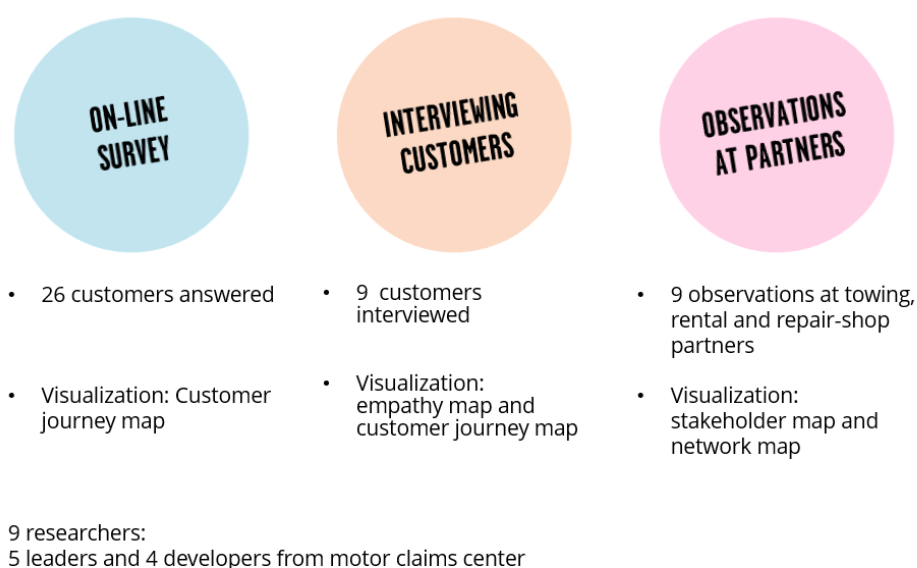 ON-LINE
SURVEY
INTERVIEWING
CUSTOMERS
OBSERVATIONS
AT PARTNERS
• 26 customers answered
• Visualization: Customer
journey map
• 9 customers
interviewed
• Visualization:
empathy map and
customer journey map
• 9 observations at towing,
rental and repair-shop
partners
• Visualization:
stakeholder map and
network map
9 researchers:
5 leaders and 4 developers from motor claims center